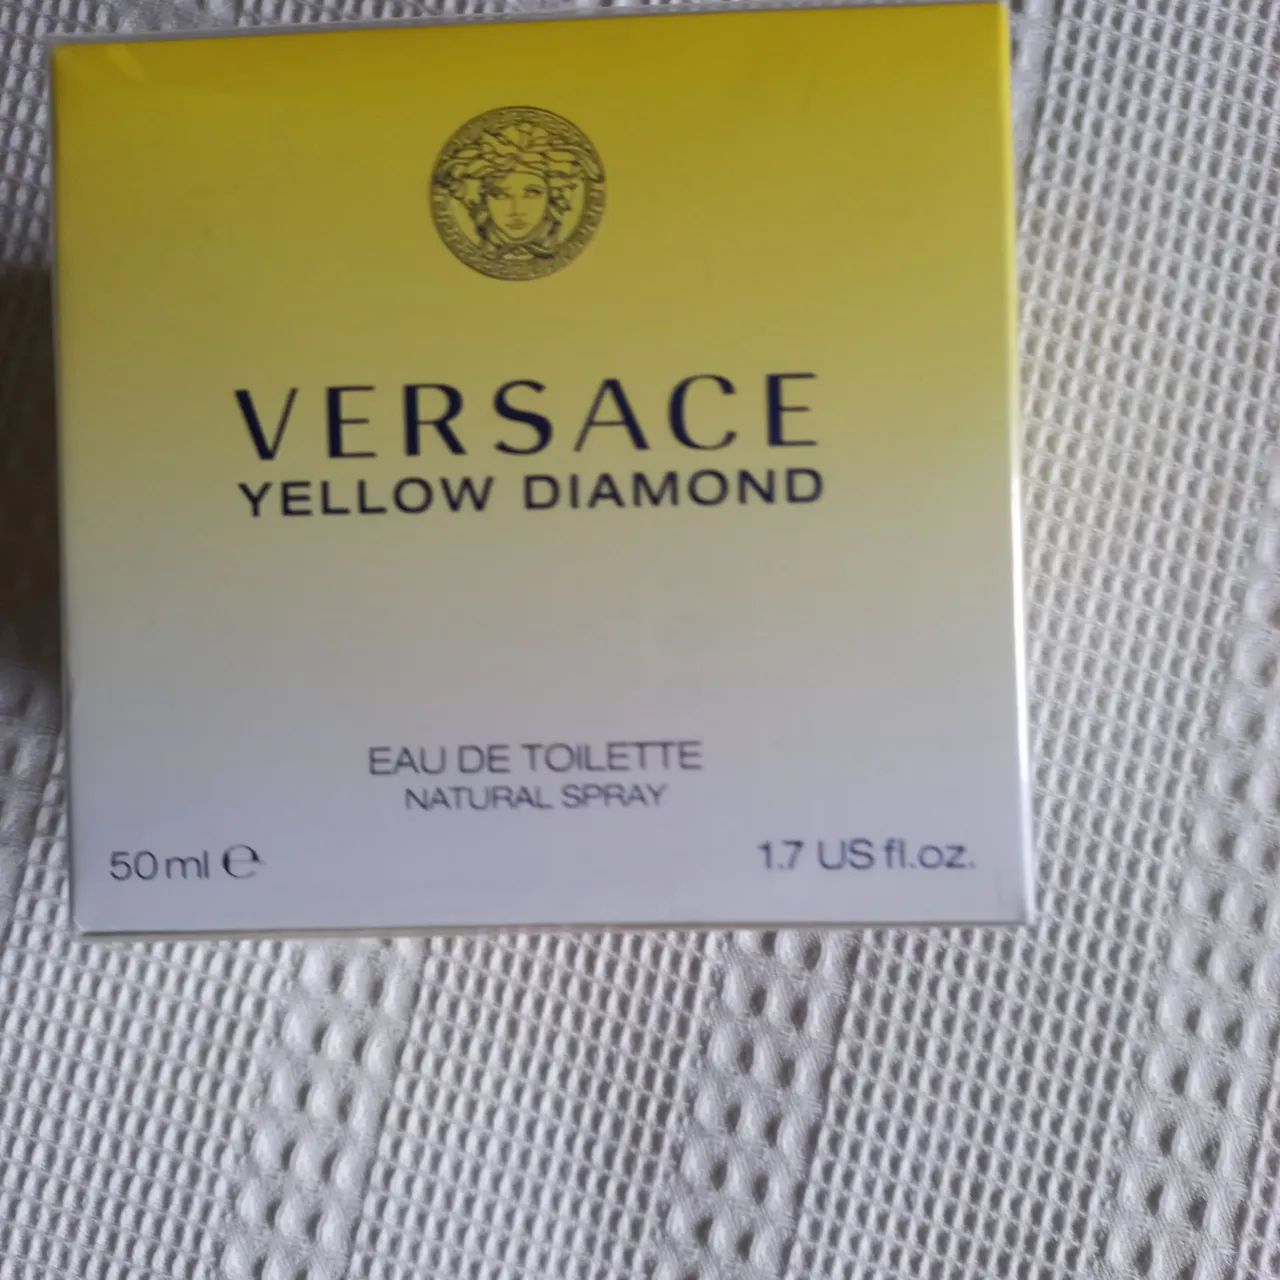 VERSACE
YELLOW DIAMOND
EAU DE TOILETTE
NATURAL SPRAY
50 ml ℮
1.7 US fl.oz.